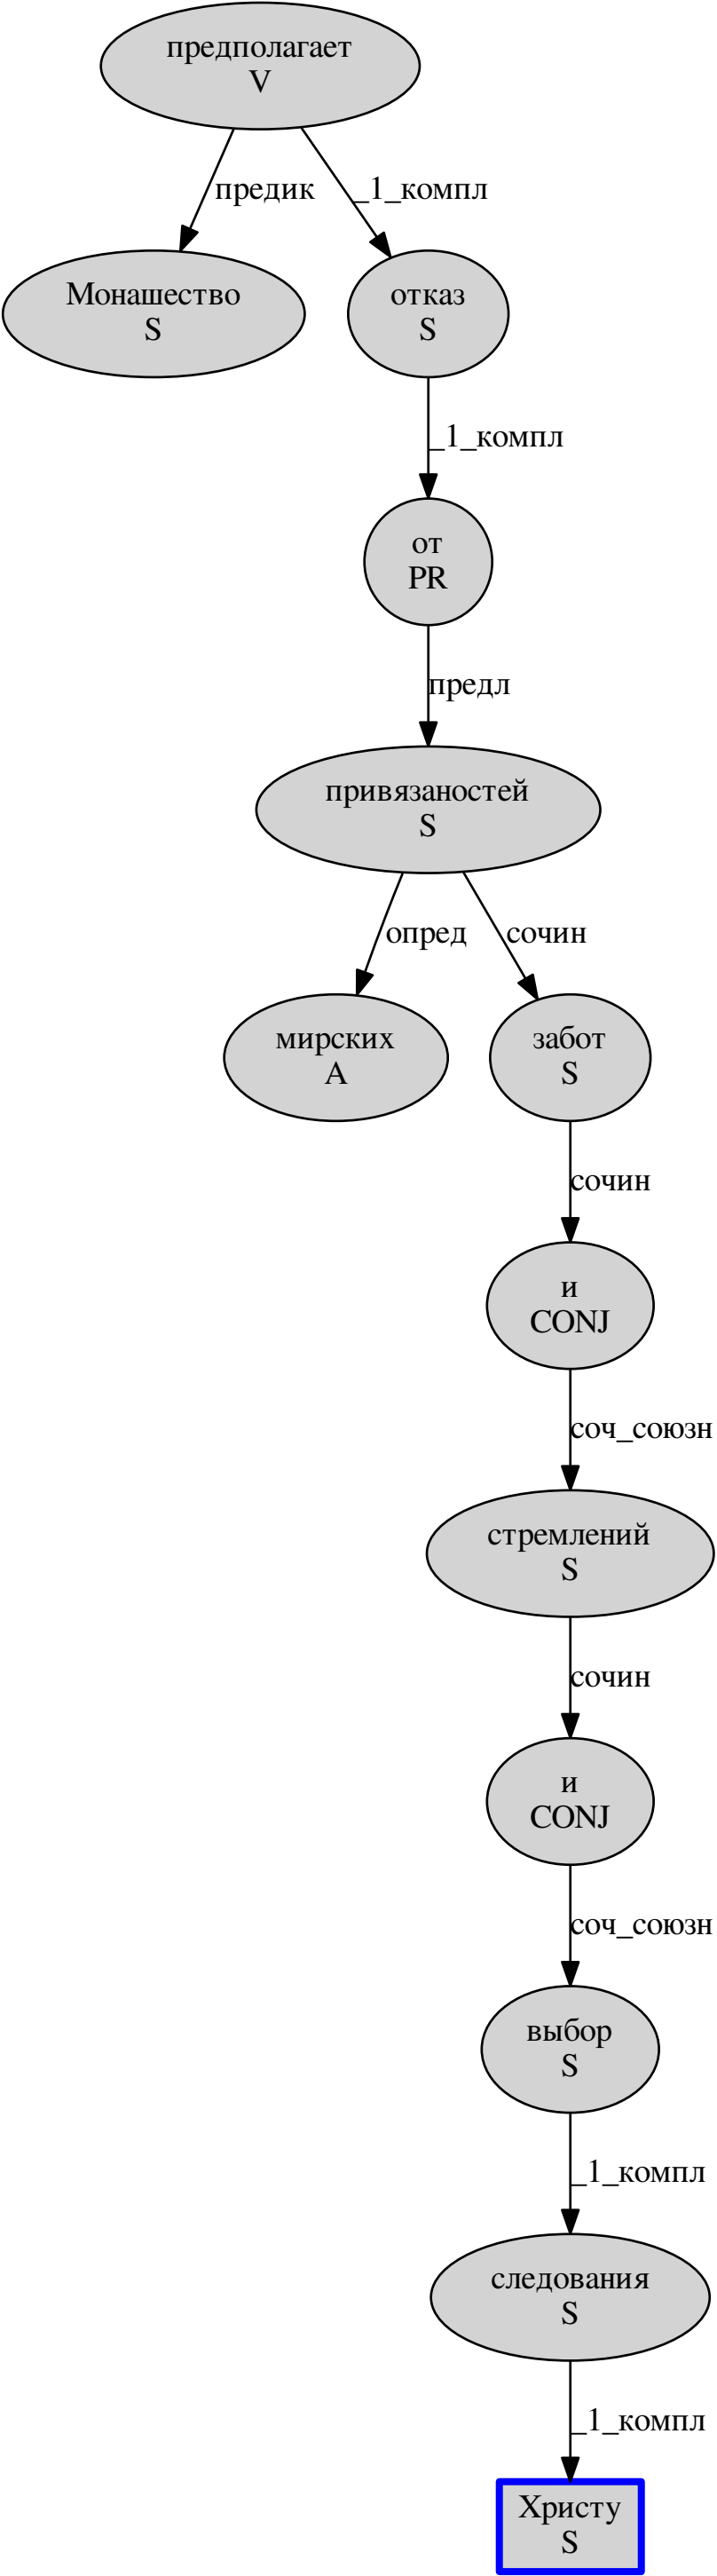 предполагает
V
предик
_1_компл
Монашество
S
отказ
S
_1_компл
от
PR
предл
привязаностей
S
опред
сочин
мирских
A
забот
S
сочин
и
CONJ
соч_союзн
стремлений
S
сочин
и
CONJ
соч_союзн
выбор
S
_1_компл
следования
S
_1_компл
Христу
S